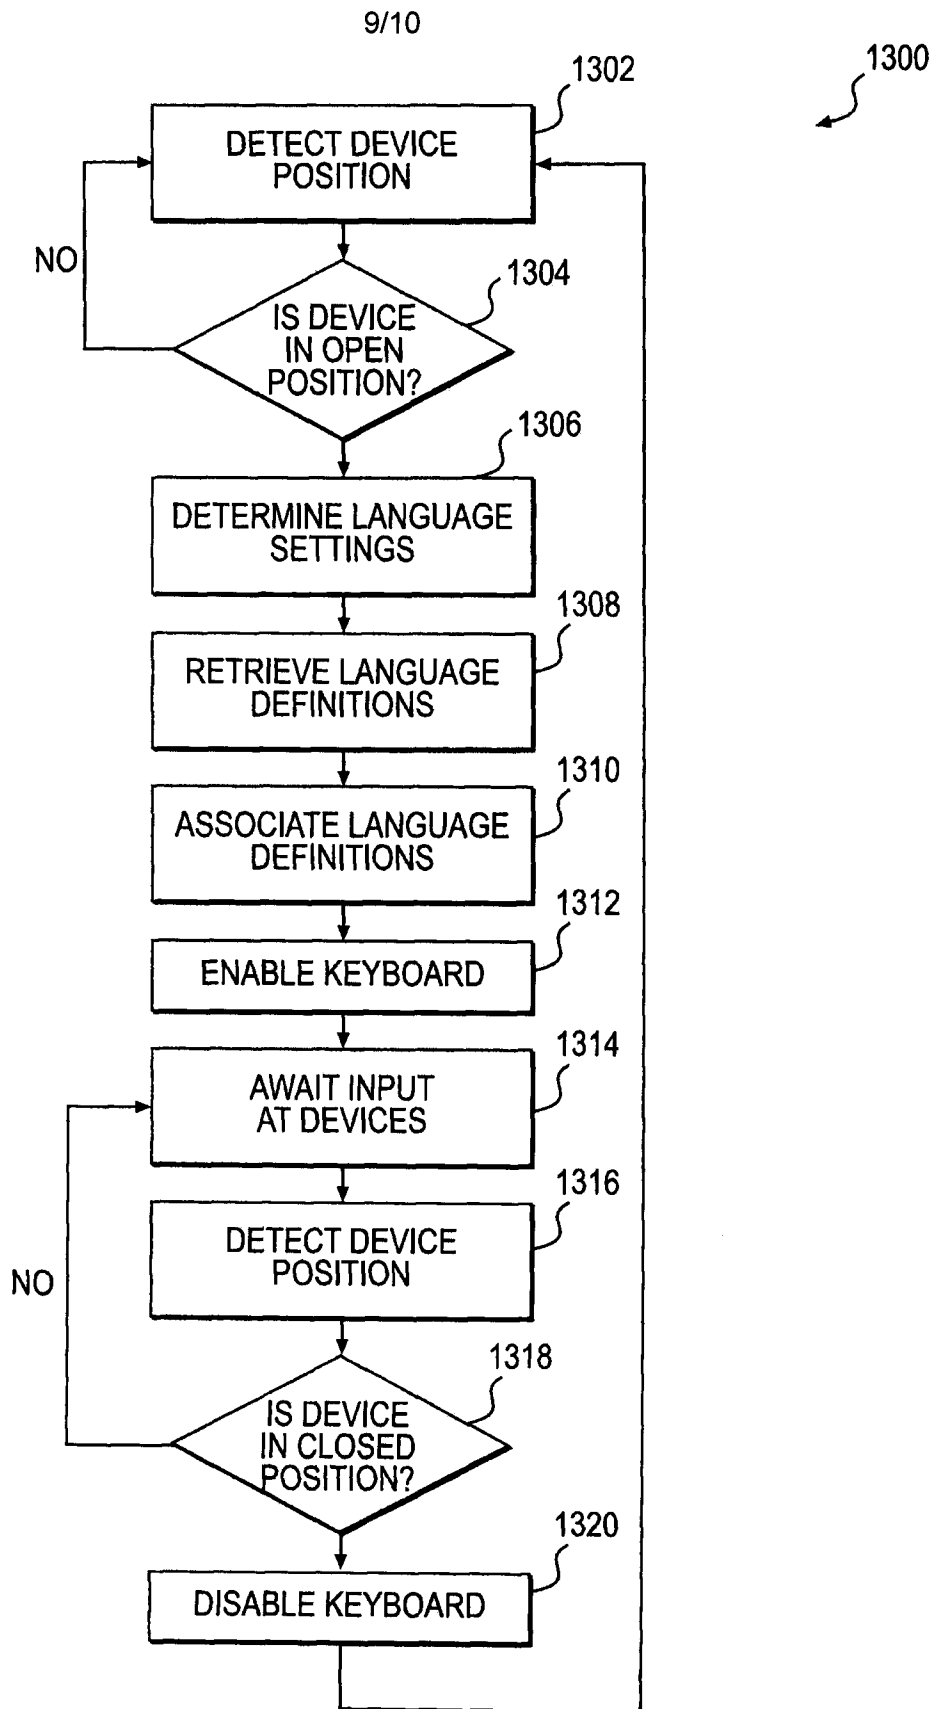 9/10
1300
1302
DETECT DEVICE
POSITION
NO
1304
IS DEVICE
IN OPEN
POSITION?
1306
DETERMINE LANGUAGE
SETTINGS
1308
RETRIEVE LANGUAGE
DEFINITIONS
1310
ASSOCIATE LANGUAGE
DEFINITIONS
1312
ENABLE KEYBOARD
1314
AWAIT INPUT
AT DEVICES
1316
DETECT DEVICE
POSITION
NO
1318
IS DEVICE
IN CLOSED
POSITION?
1320
DISABLE KEYBOARD